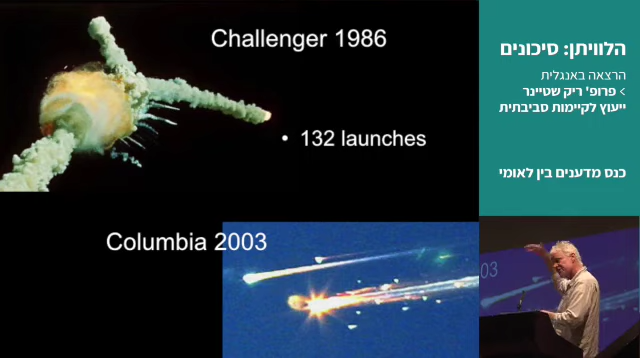 Challenger 1986
• 132 launches
Columbia 2003
הלוויתן: סיכונים
הרצאה באנגלית
> פרופ' ריק שטיינר
ייעוץ לקיימות סביבתית
כנס מדענים בין לאומי
03